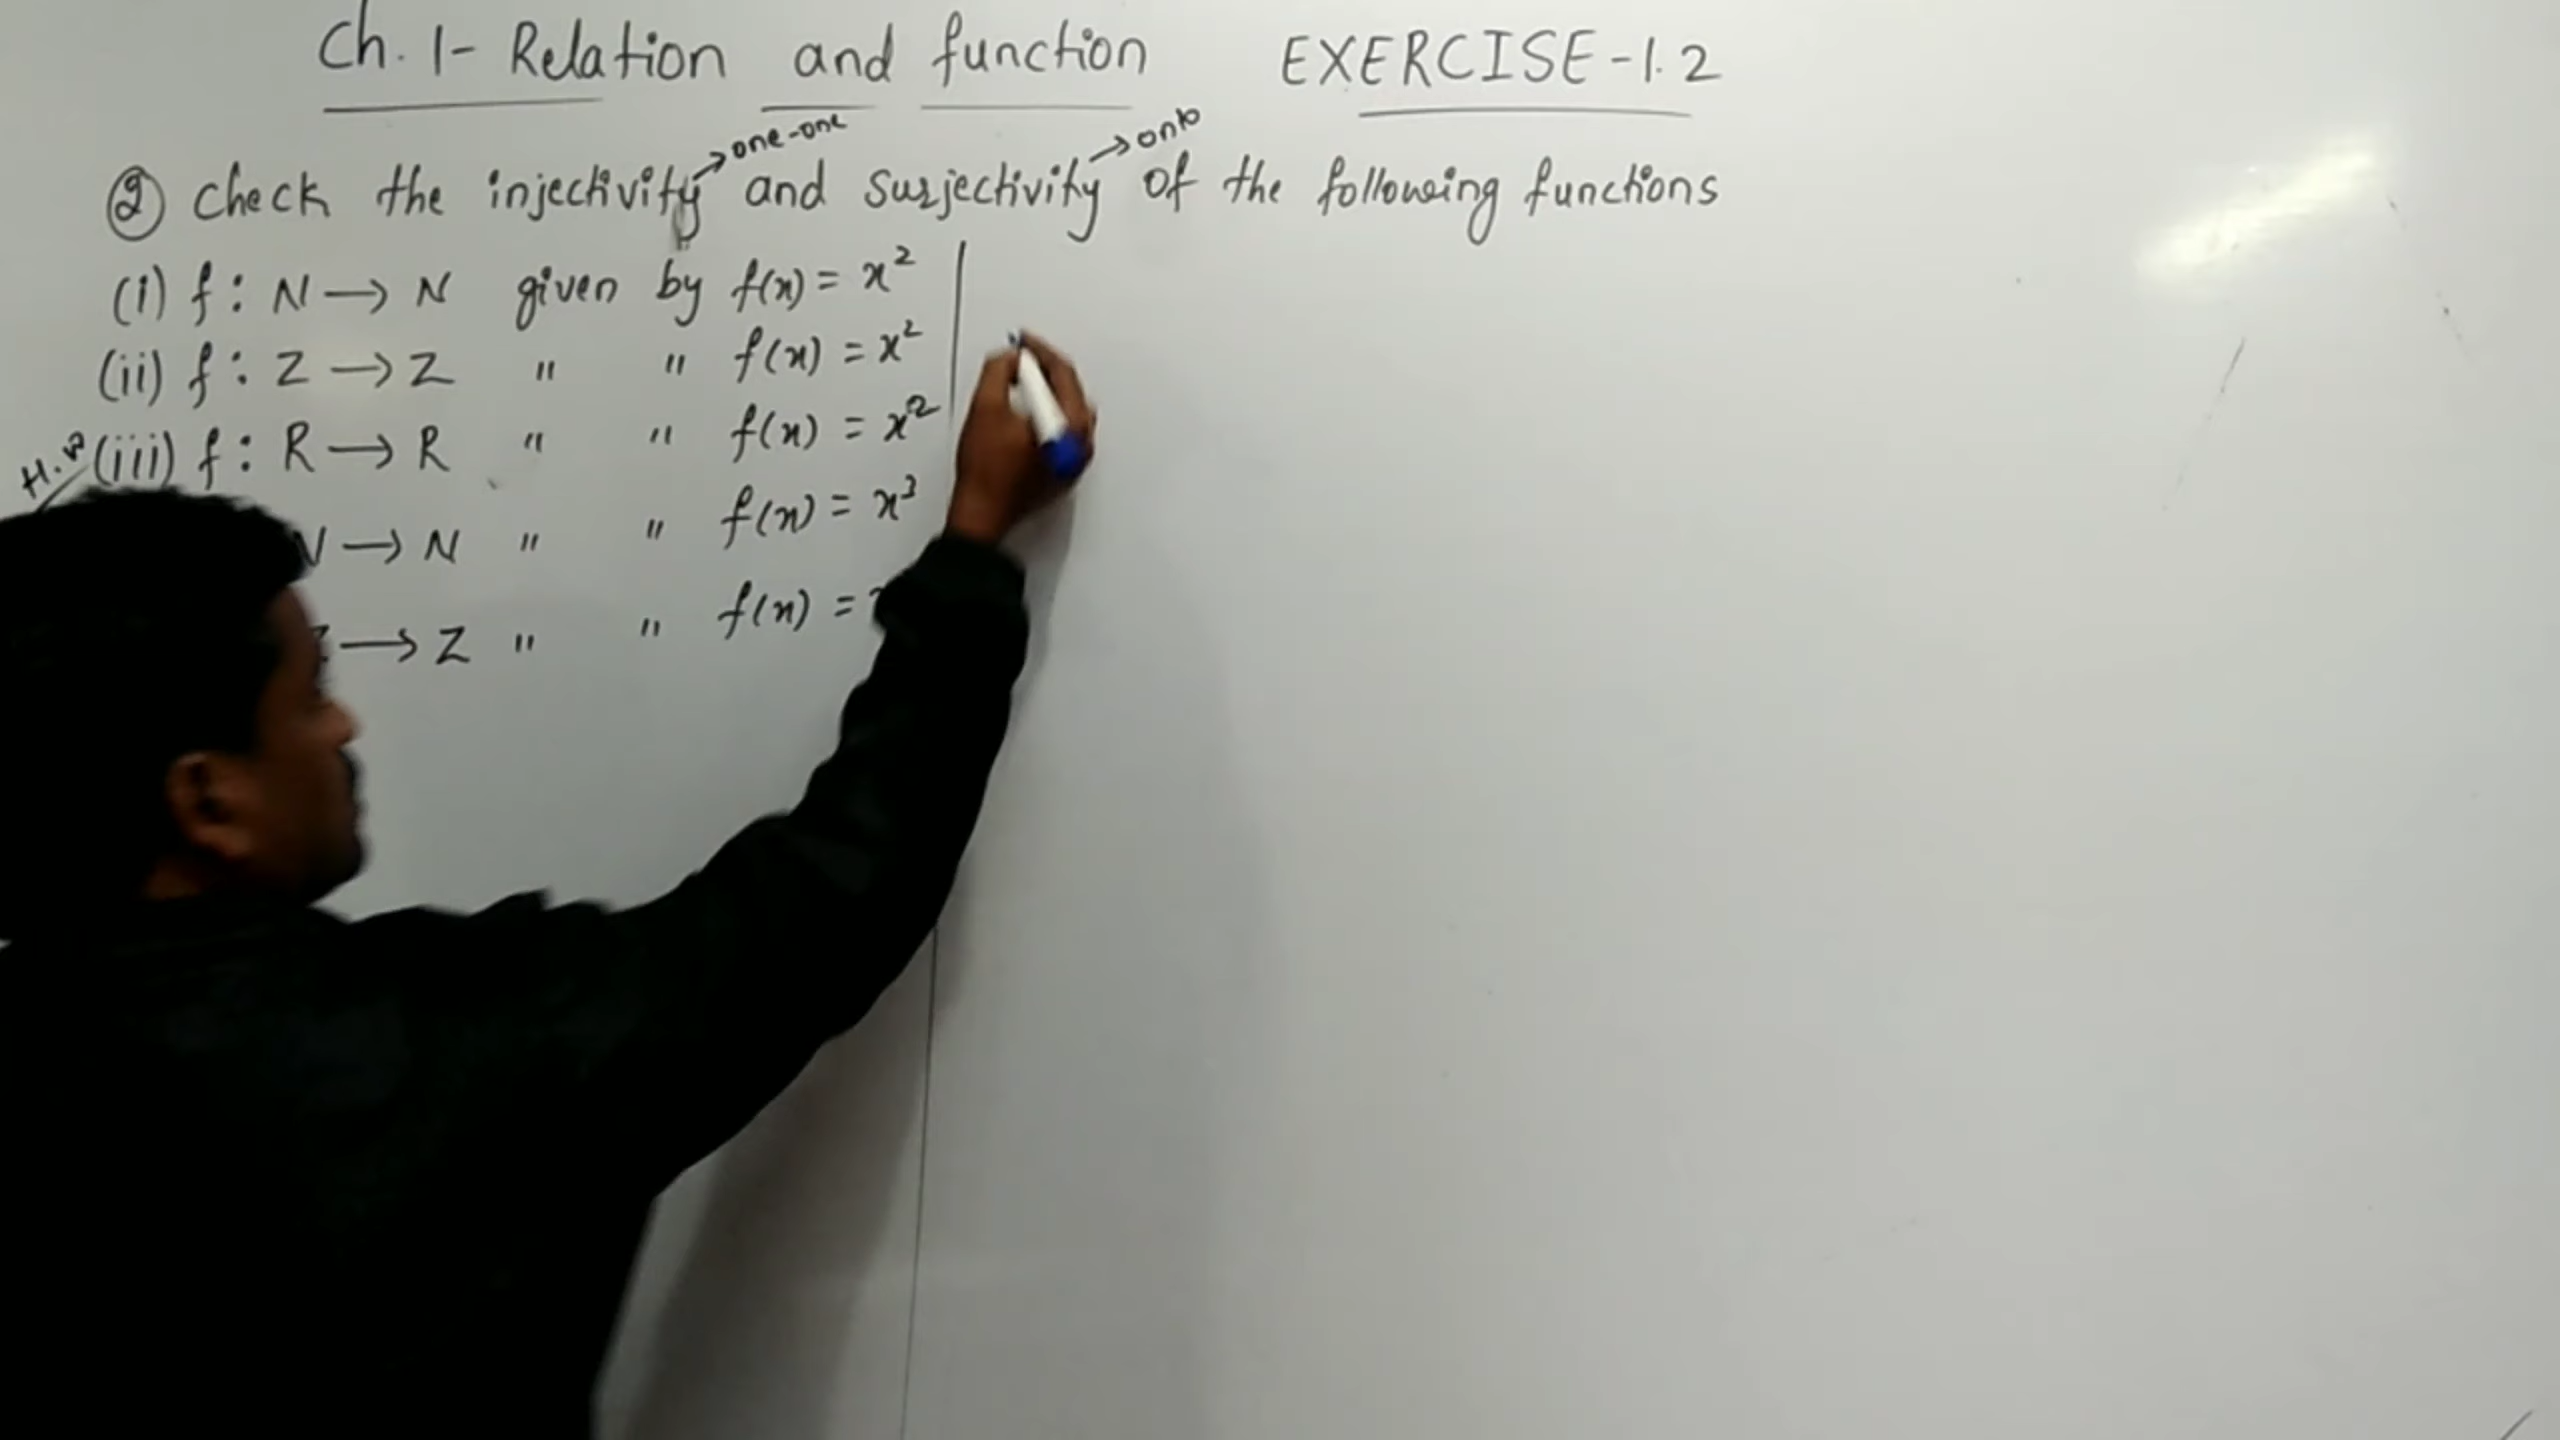 Ch. 1- Relation and function EXERCISE-1.2
→ one-one → onto
② Check the injectivity and surjectivity of the following functions
(i) f : N → N given by f(x) = x²
(ii) f : Z → Z " " f(x) = x²
H.W (iii) f : R → R " " f(x) = x²
N → N " " f(x) = x³
Z → Z " " f(x) =